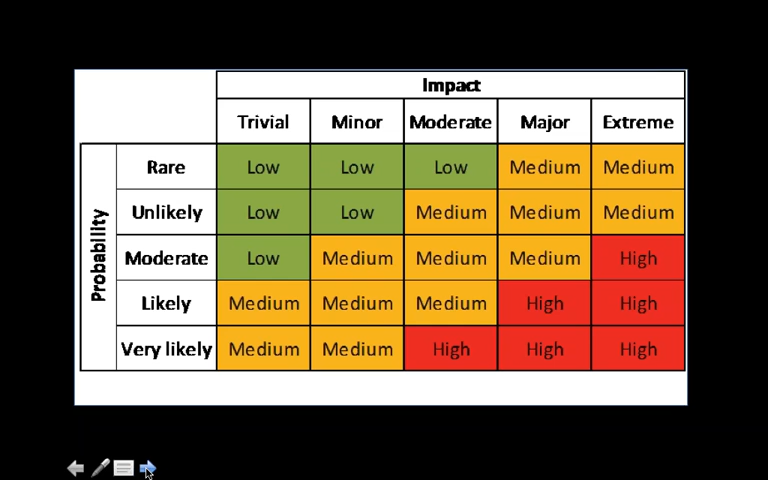 Impact
Trivial Minor Moderate Major Extreme
Probability
Rare Low Low Low Medium Medium
Unlikely Low Low Medium Medium Medium
Moderate Low Medium Medium Medium High
Likely Medium Medium Medium High High
Very likely Medium Medium High High High